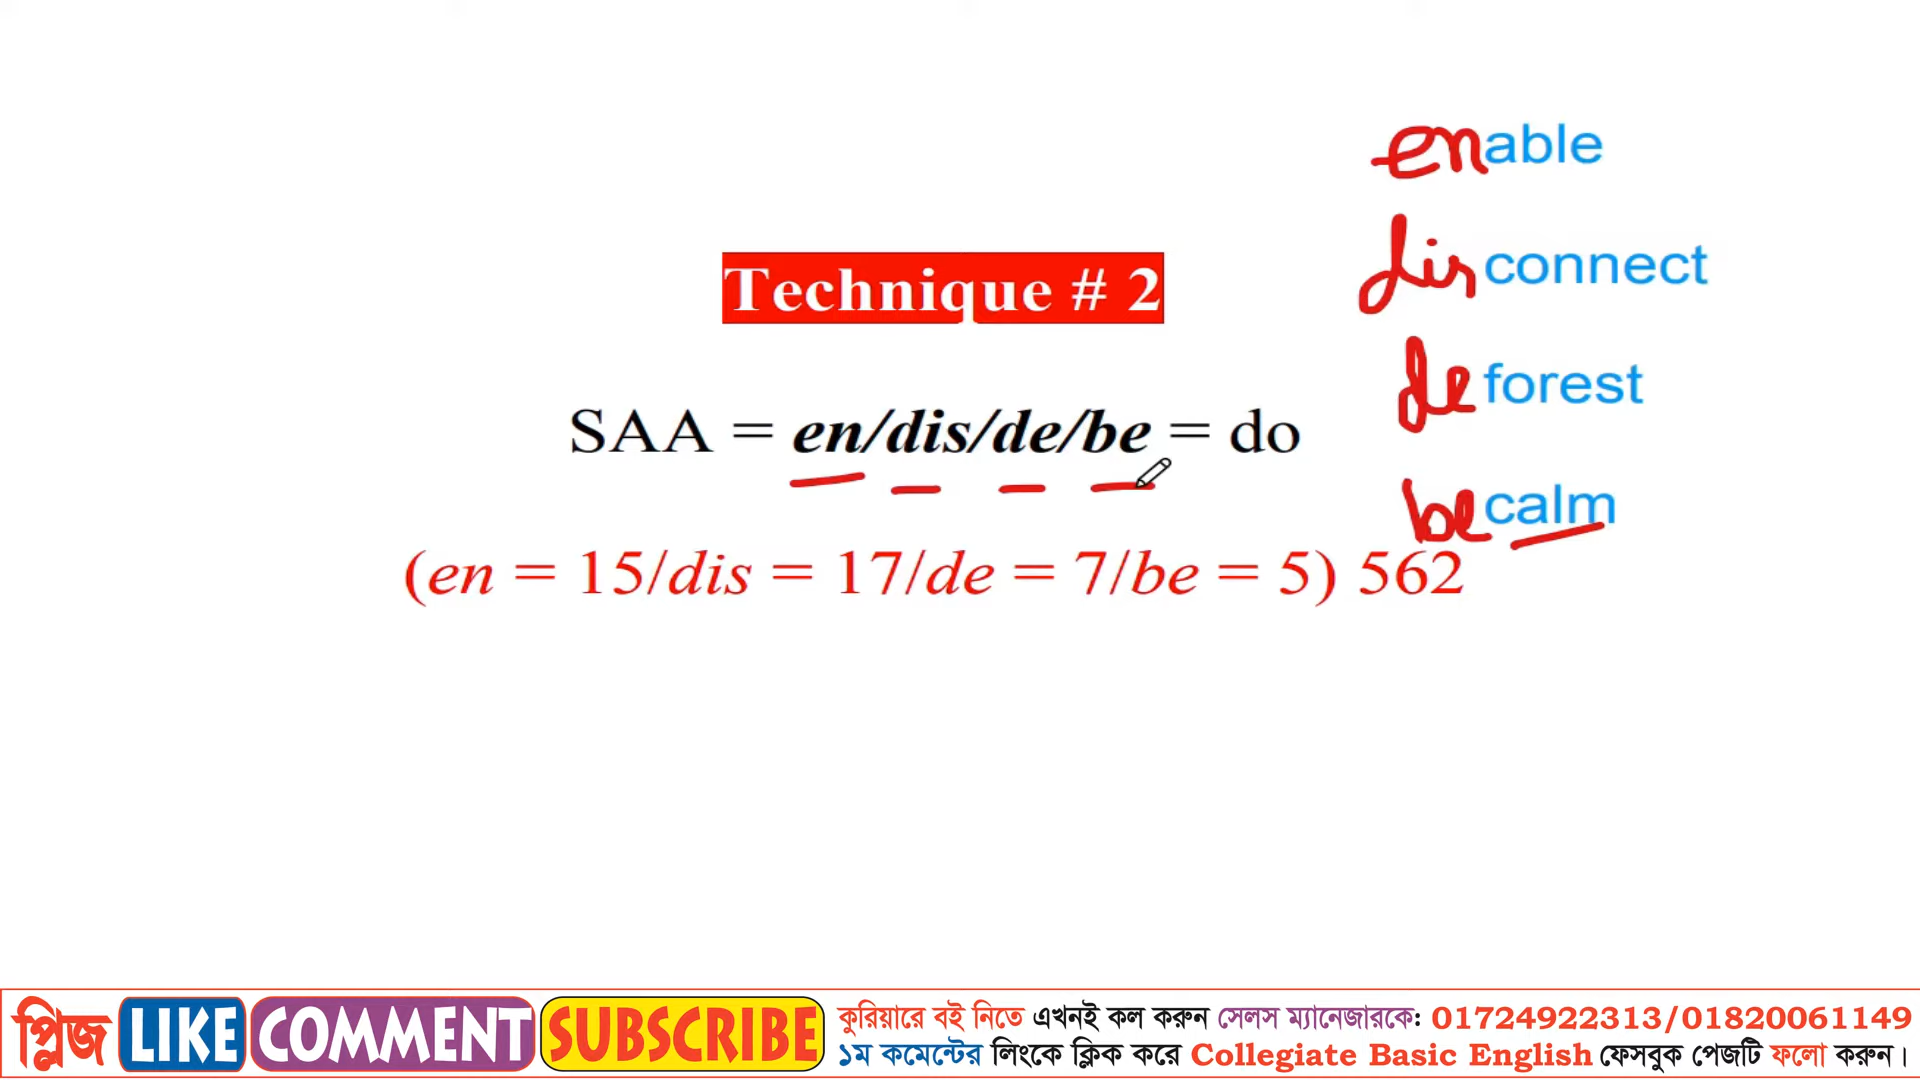 enable
disconnect
Technique # 2
deforest
SAA = en/dis/de/be = do
becalm
(en = 15/dis = 17/de = 7/be = 5) 562
প্লিজ LIKE COMMENT SUBSCRIBE
কুরিয়ারে বই নিতে এখনই কল করুন সেলস ম্যানেজারকে: 01724922313/01820061149
১ম কমেন্টের লিংকে ক্লিক করে Collegiate Basic English ফেসবুক পেজটি ফলো করুন।